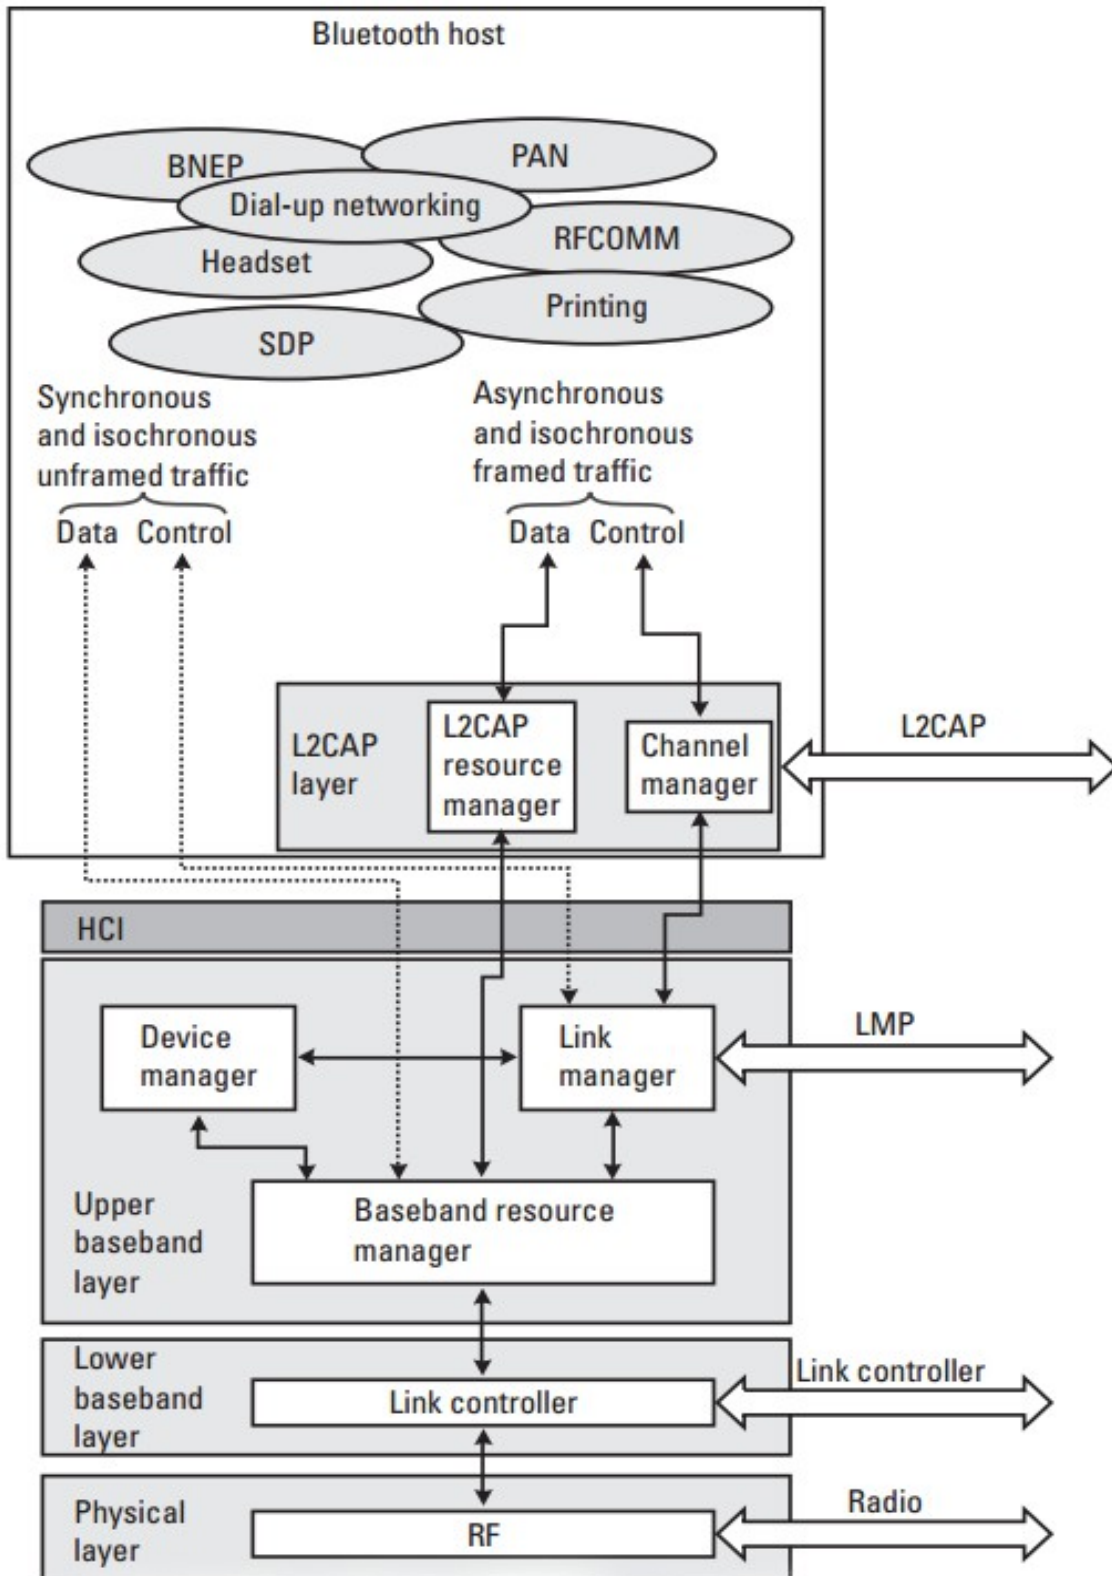 Bluetooth host
BNEP
PAN
Dial-up networking
RFCOMM
Headset
Printing
SDP
Synchronous
and isochronous
unframed traffic
Data Control
Asynchronous
and isochronous
framed traffic
Data Control
L2CAP
layer
L2CAP
resource
manager
Channel
manager
L2CAP
HCI
Device
manager
Link
manager
LMP
Upper
baseband
layer
Baseband resource
manager
Lower
baseband
layer
Link controller
Link controller
Physical
layer
RF
Radio